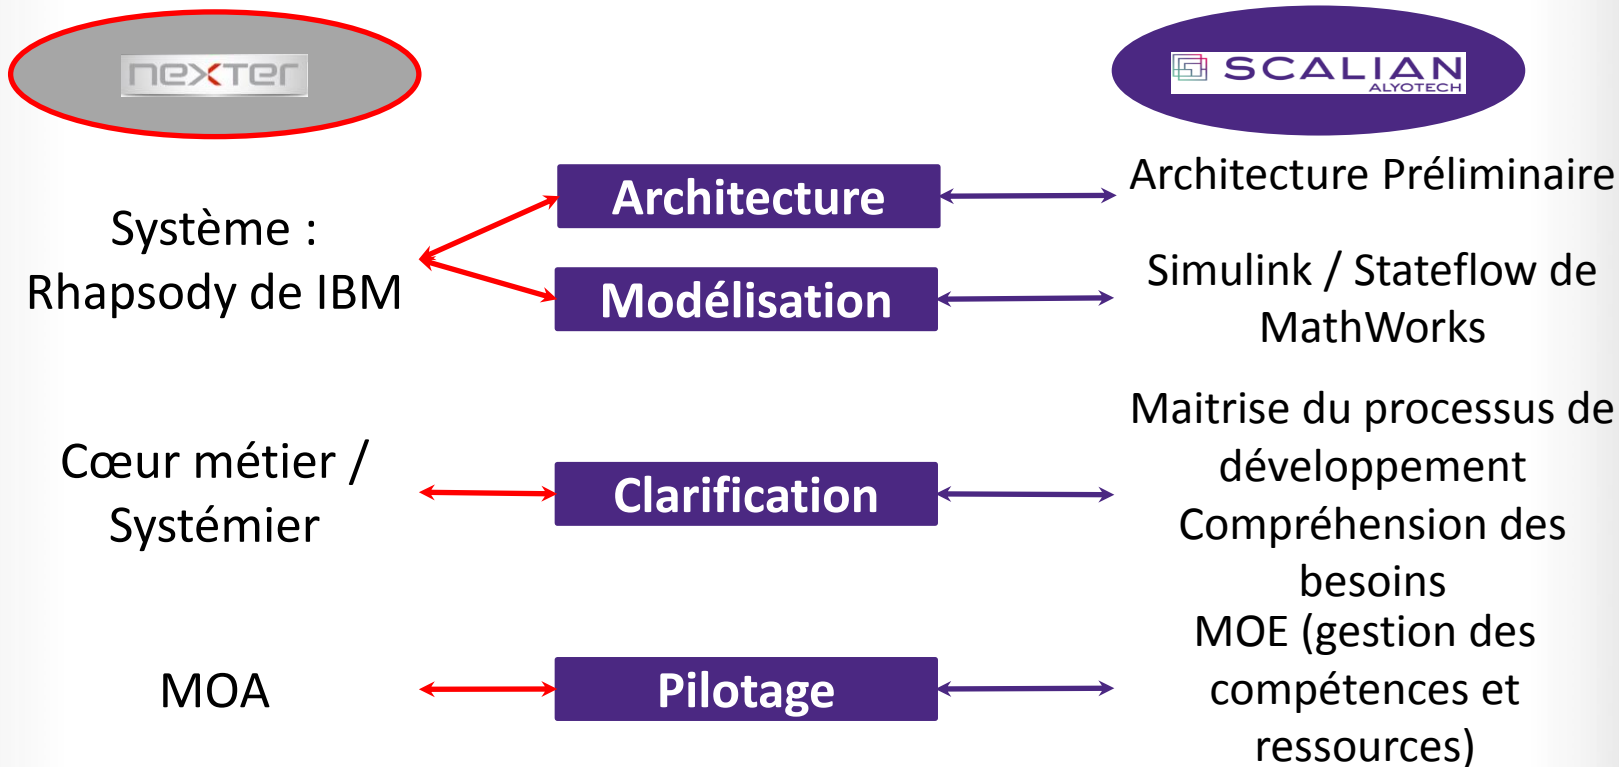 nexter
SCALIAN
ALYOTECH
Système :
Rhapsody de IBM
Architecture
Architecture Préliminaire
Modélisation
Simulink / Stateflow de
MathWorks
Cœur métier /
Systémier
Clarification
Maitrise du processus de
développement
Compréhension des
besoins
MOA
Pilotage
MOE (gestion des
compétences et
ressources)